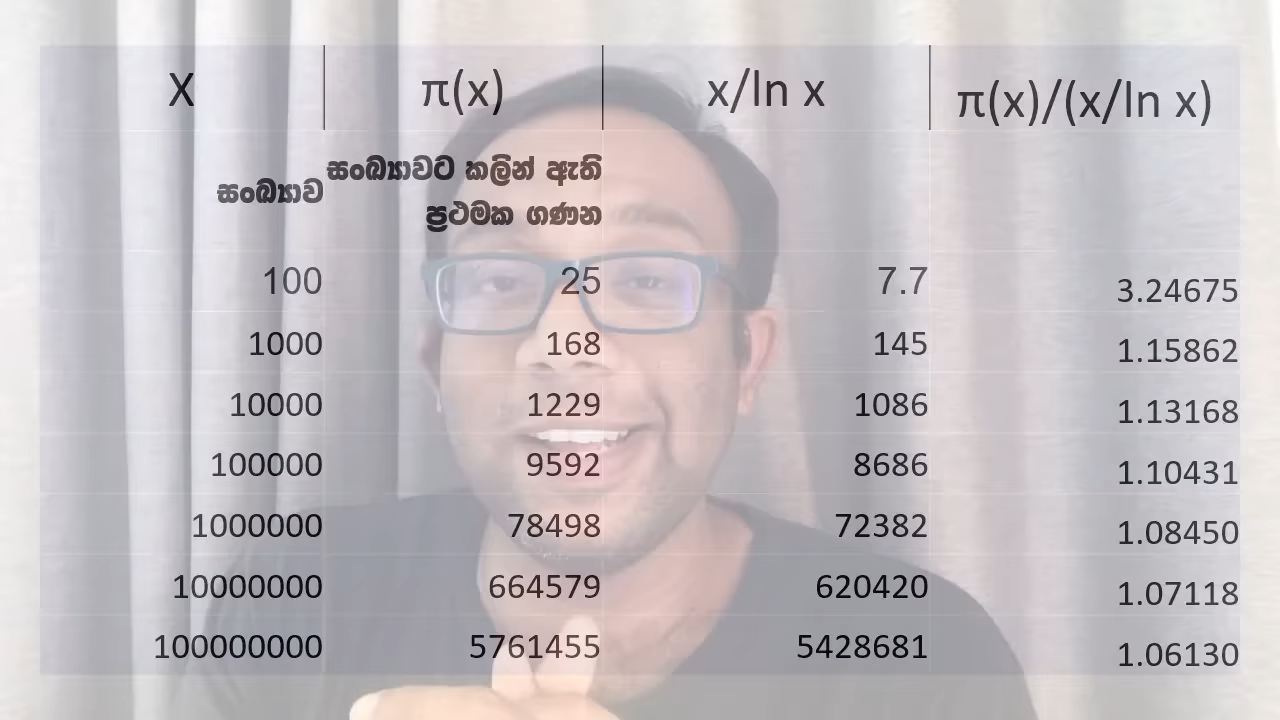 X π(x) x/ln x π(x)/(x/ln x)
සංඛ්‍යාව සංඛ්‍යාවට කලින් ඇති
ප්‍රථමක ගණන
100 25 7.7 3.24675
1000 168 145 1.15862
10000 1229 1086 1.13168
100000 9592 8686 1.10431
1000000 78498 72382 1.08450
10000000 664579 620420 1.07118
100000000 5761455 5428681 1.06130